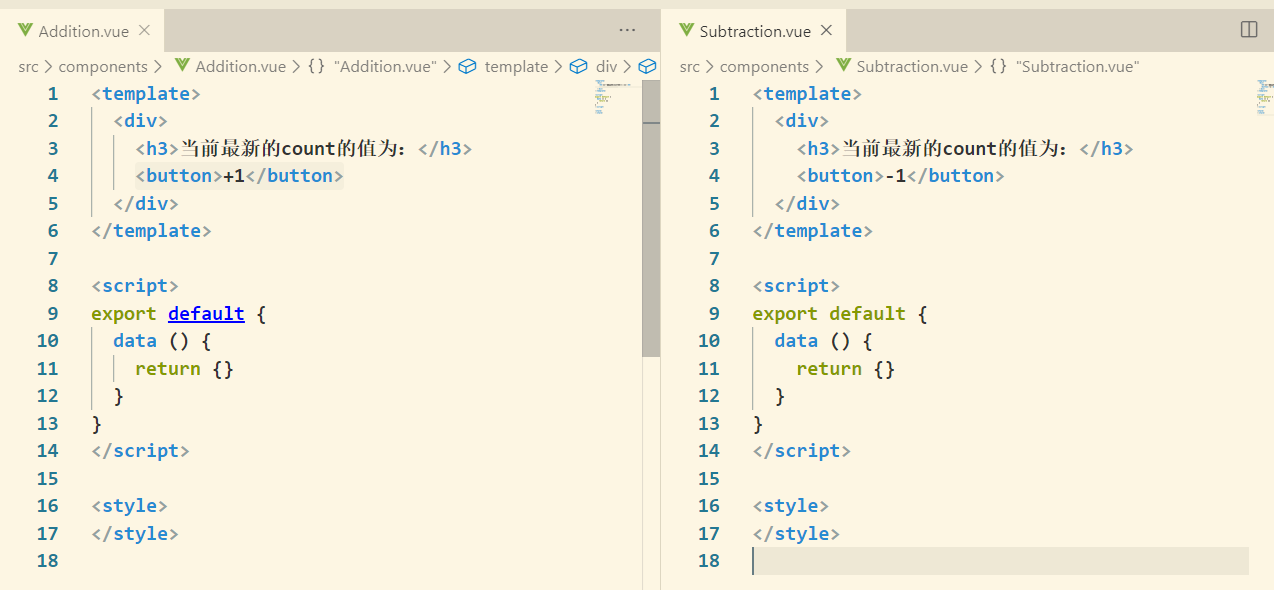 Addition.vue
src > components > Addition.vue > {} "Addition.vue" > template > div >
1 <template>
2   <div>
3     <h3>当前最新的count的值为：</h3>
4     <button>+1</button>
5   </div>
6 </template>
7
8 <script>
9 export default {
10   data () {
11     return {}
12   }
13 }
14 </script>
15
16 <style>
17 </style>
18
Subtraction.vue
src > components > Subtraction.vue > {} "Subtraction.vue"
1 <template>
2   <div>
3     <h3>当前最新的count的值为：</h3>
4     <button>-1</button>
5   </div>
6 </template>
7
8 <script>
9 export default {
10   data () {
11     return {}
12   }
13 }
14 </script>
15
16 <style>
17 </style>
18